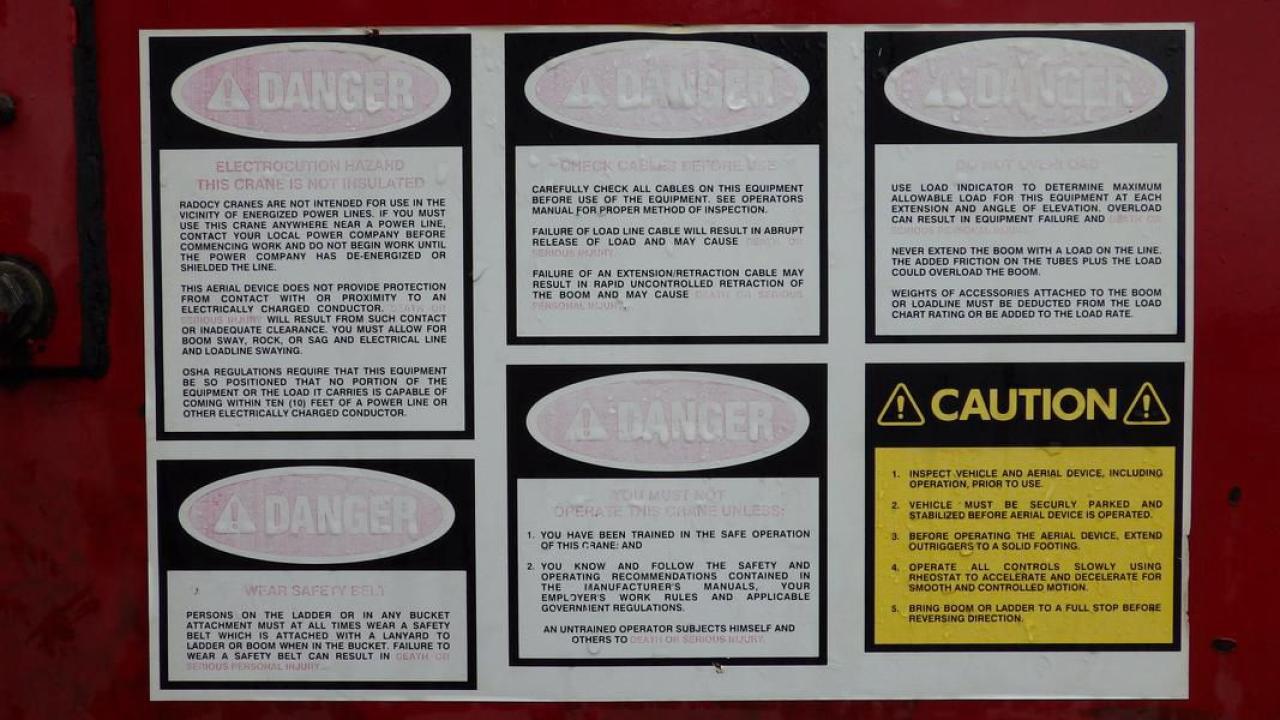 DANGER
ELECTROCUTION HAZARD
THIS CRANE IS NOT INSULATED
RADOCY CRANES ARE NOT INTENDED FOR USE IN THE
VICINITY OF ENERGIZED POWER LINES. IF YOU MUST
USE THIS CRANE ANYWHERE NEAR A POWER LINE,
CONTACT YOUR LOCAL POWER COMPANY BEFORE
COMMENCING WORK AND DO NOT BEGIN WORK UNTIL
THE POWER COMPANY HAS DE-ENERGIZED OR
SHIELDED THE LINE.
THIS AERIAL DEVICE DOES NOT PROVIDE PROTECTION
FROM CONTACT WITH OR PROXIMITY TO AN
ELECTRICALLY CHARGED CONDUCTOR. DEATH OR
SERIOUS INJURY WILL RESULT FROM SUCH CONTACT
OR INADEQUATE CLEARANCE. YOU MUST ALLOW FOR
BOOM SWAY, ROCK, OR SAG AND ELECTRICAL LINE
AND LOADLINE SWAYING.
OSHA REGULATIONS REQUIRE THAT THIS EQUIPMENT
BE SO POSITIONED THAT NO PORTION OF THE
EQUIPMENT OR THE LOAD IT CARRIES IS CAPABLE OF
COMING WITHIN TEN (10) FEET OF A POWER LINE OR
OTHER ELECTRICALLY CHARGED CONDUCTOR.
DANGER
WEAR SAFETY BELT
PERSONS ON THE LADDER OR IN ANY BUCKET
ATTACHMENT MUST AT ALL TIMES WEAR A SAFETY
BELT WHICH IS ATTACHED WITH A LANYARD TO
LADDER OR BOOM WHEN IN THE BUCKET. FAILURE TO
WEAR A SAFETY BELT CAN RESULT IN DEATH OR
SERIOUS PERSONAL INJURY.
DANGER
CHECK CABLES BEFORE USE
CAREFULLY CHECK ALL CABLES ON THIS EQUIPMENT
BEFORE USE OF THE EQUIPMENT. SEE OPERATORS
MANUAL FOR PROPER METHOD OF INSPECTION.
FAILURE OF LOAD LINE CABLE WILL RESULT IN ABRUPT
RELEASE OF LOAD AND MAY CAUSE DEATH OR
SERIOUS INJURY.
FAILURE OF AN EXTENSION/RETRACTION CABLE MAY
RESULT IN RAPID UNCONTROLLED RETRACTION OF
THE BOOM AND MAY CAUSE DEATH OR SERIOUS
PERSONAL INJURY.
DANGER
YOU MUST NOT
OPERATE THIS CRANE UNLESS:
1. YOU HAVE BEEN TRAINED IN THE SAFE OPERATION
OF THIS CRANE: AND
2. YOU KNOW AND FOLLOW THE SAFETY AND
OPERATING RECOMMENDATIONS CONTAINED IN
THE MANUFACTURER'S MANUALS, YOUR
EMPLOYER'S WORK RULES AND APPLICABLE
GOVERNMENT REGULATIONS.
AN UNTRAINED OPERATOR SUBJECTS HIMSELF AND
OTHERS TO DEATH OR SERIOUS INJURY.
DANGER
DO NOT OVERLOAD
USE LOAD INDICATOR TO DETERMINE MAXIMUM
ALLOWABLE LOAD FOR THIS EQUIPMENT AT EACH
EXTENSION AND ANGLE OF ELEVATION. OVERLOAD
CAN RESULT IN EQUIPMENT FAILURE AND DEATH OR
SERIOUS PERSONAL INJURY.
NEVER EXTEND THE BOOM WITH A LOAD ON THE LINE.
THE ADDED FRICTION ON THE TUBES PLUS THE LOAD
COULD OVERLOAD THE BOOM.
WEIGHTS OF ACCESSORIES ATTACHED TO THE BOOM
OR LOADLINE MUST BE DEDUCTED FROM THE LOAD
CHART RATING OR BE ADDED TO THE LOAD RATE.
CAUTION
1. INSPECT VEHICLE AND AERIAL DEVICE, INCLUDING
OPERATION, PRIOR TO USE.
2. VEHICLE MUST BE SECURLY PARKED AND
STABILIZED BEFORE AERIAL DEVICE IS OPERATED.
3. BEFORE OPERATING THE AERIAL DEVICE, EXTEND
OUTRIGGERS TO A SOLID FOOTING.
4. OPERATE ALL CONTROLS SLOWLY USING
RHEOSTAT TO ACCELERATE AND DECELERATE FOR
SMOOTH AND CONTROLLED MOTION.
5. BRING BOOM OR LADDER TO A FULL STOP BEFORE
REVERSING DIRECTION.